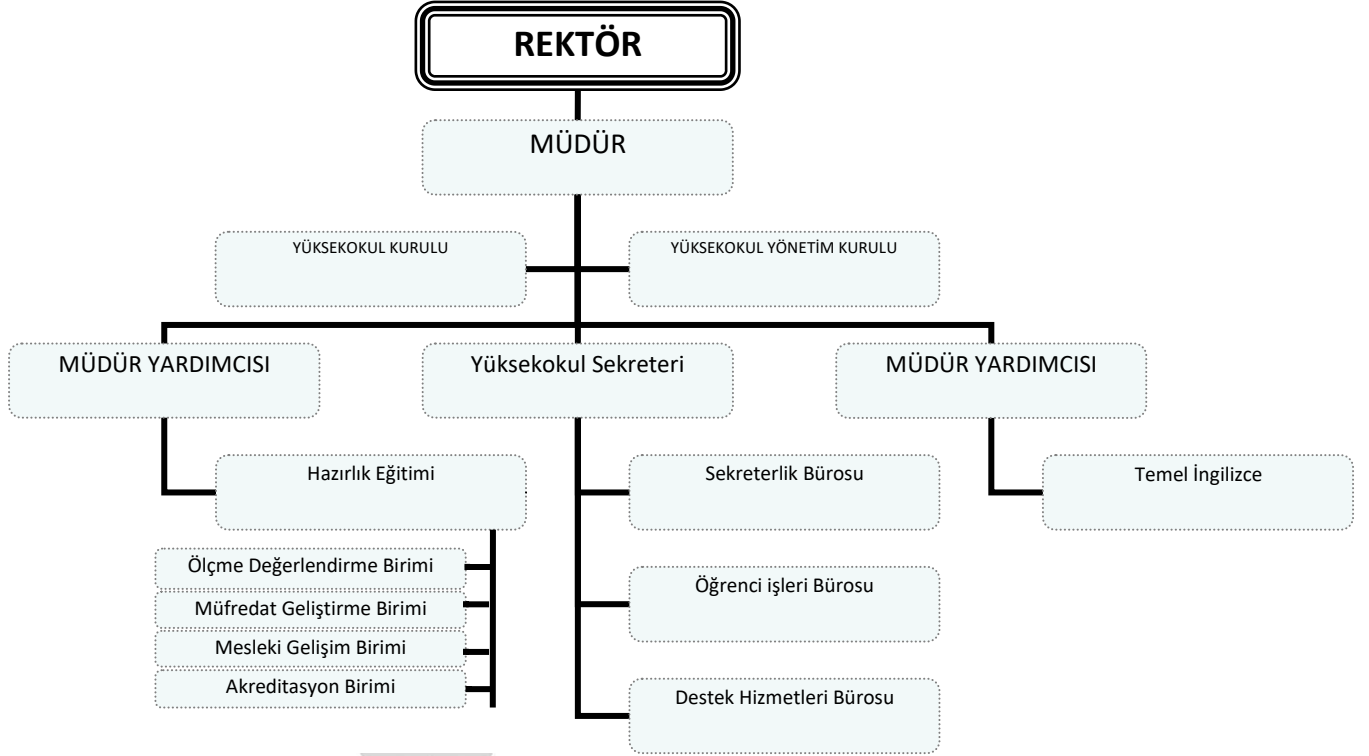 REKTÖR
MÜDÜR
YÜKSEKOKUL KURULU
YÜKSEKOKUL YÖNETİM KURULU
MÜDÜR YARDIMCISI
Yüksekokul Sekreteri
MÜDÜR YARDIMCISI
Hazırlık Eğitimi
Sekreterlik Bürosu
Temel İngilizce
Ölçme Değerlendirme Birimi
Müfredat Geliştirme Birimi
Mesleki Gelişim Birimi
Akreditasyon Birimi
Öğrenci işleri Bürosu
Destek Hizmetleri Bürosu